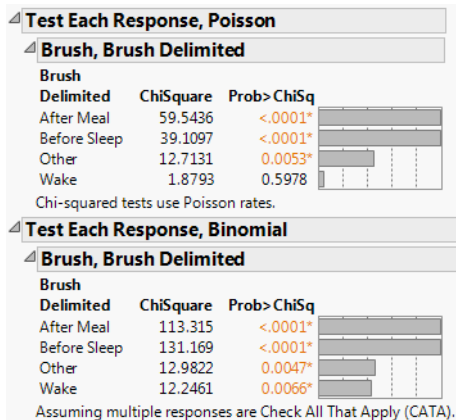 Test Each Response, Poisson
Brush, Brush Delimited
Brush
Delimited ChiSquare Prob>ChiSq
After Meal 59.5436 <.0001*
Before Sleep 39.1097 <.0001*
Other 12.7131 0.0053*
Wake 1.8793 0.5978
Chi-squared tests use Poisson rates.
Test Each Response, Binomial
Brush, Brush Delimited
Brush
Delimited ChiSquare Prob>ChiSq
After Meal 113.315 <.0001*
Before Sleep 131.169 <.0001*
Other 12.9822 0.0047*
Wake 12.2461 0.0066*
Assuming multiple responses are Check All That Apply (CATA).